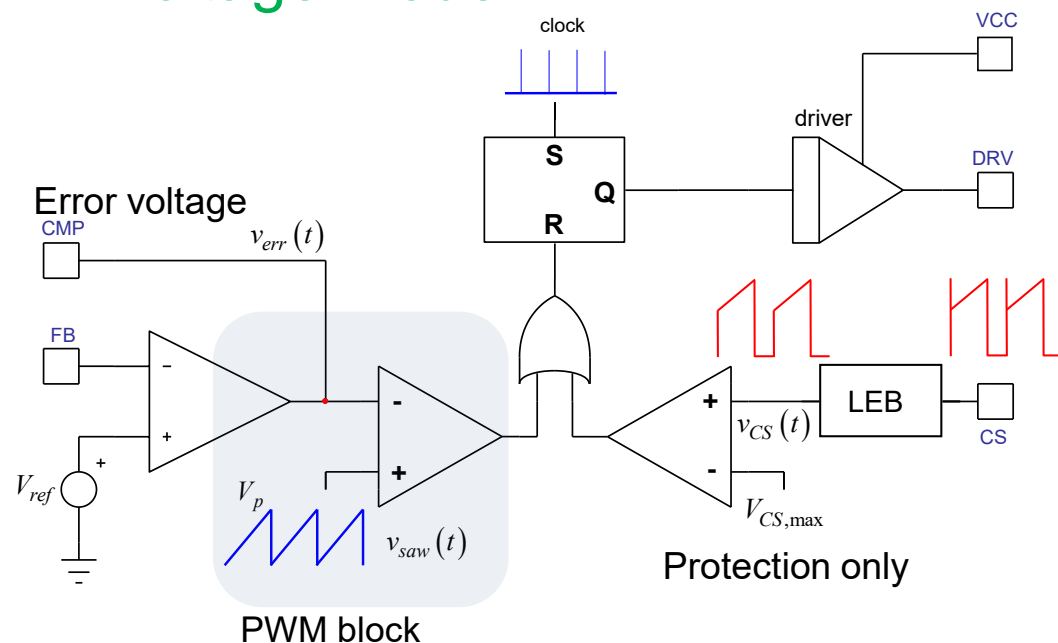 clock
VCC
driver
S
Q
R
DRV
Error voltage
CMP
v_err (t)
FB
-
+
-
+
+
V_ref
V_p
v_saw (t)
PWM block
+
-
v_CS (t)
V_CS,max
LEB
CS
Protection only